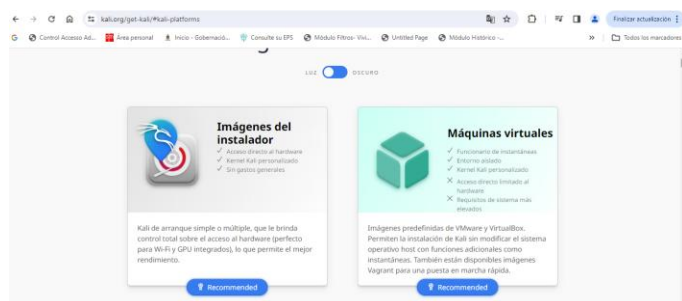 kali.org/get-kali/#kali-platforms
Finalizar actualización
Control Acceso Ad...
Área personal
Inicio - Gobernació...
Consulte su EPS
Módulo Filtros- Vivi...
Untitled Page
Módulo Histórico -...
Todos los marcadores
LUZ
OSCURO
Imágenes del
instalador
Acceso directo al hardware
Kernel Kali personalizado
Sin gastos generales
Kali de arranque simple o múltiple, que le brinda
control total sobre el acceso al hardware (perfecto
para Wi-Fi y GPU integrados), lo que permite el mejor
rendimiento.
Recommended
Máquinas virtuales
Funcionario de instantáneas
Entorno aislado
Kernel Kali personalizado
Acceso directo limitado al
hardware
Requisitos de sistema más
elevados
Imágenes predefinidas de VMware y VirtualBox.
Permiten la instalación de Kali sin modificar el sistema
operativo host con funciones adicionales como
instantáneas. También están disponibles imágenes
Vagrant para una puesta en marcha rápida.
Recommended